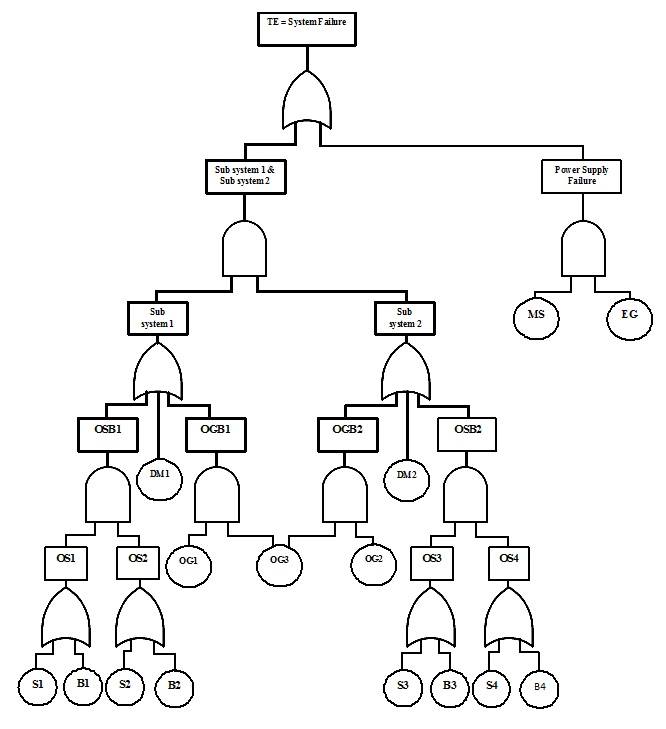 TE = System Failure
Sub system 1 &
Sub system 2
Power Supply
Failure
Sub
system 1
Sub
system 2
MS
EG
OSB1
OGB1
OGB2
OSB2
DM1
DM2
OS1
OS2
OG1
OG3
OG2
OS3
OS4
S1
B1
S2
B2
S3
B3
S4
B4